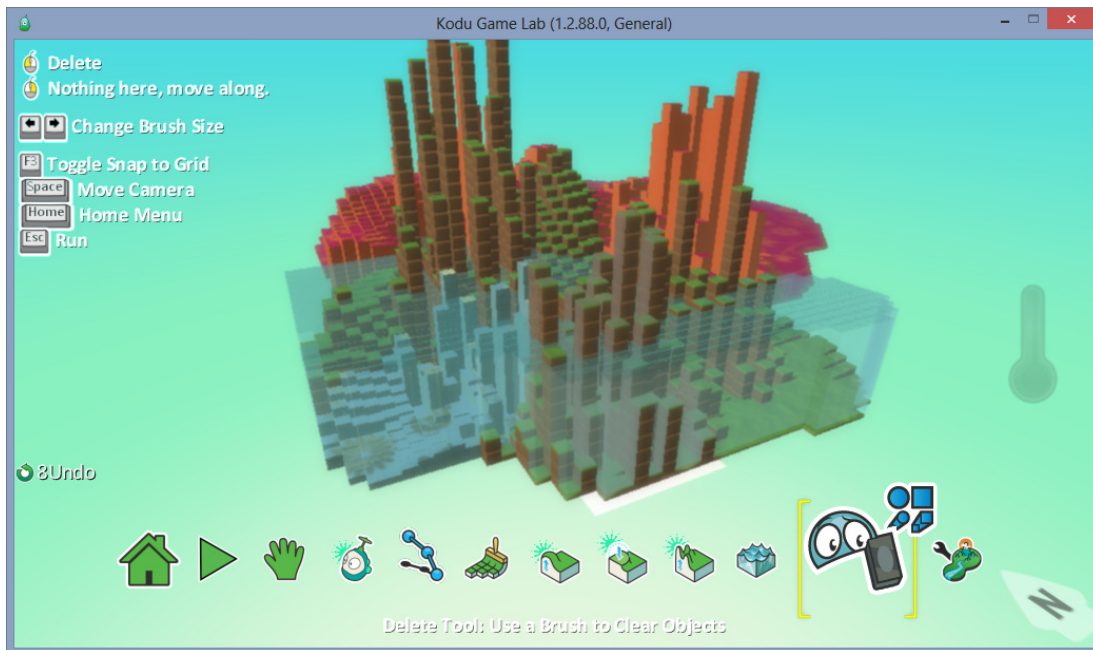 Kodu Game Lab (1.2.88.0, General)
Delete
Nothing here, move along.
Change Brush Size
F3 Toggle Snap to Grid
Space Move Camera
Home Home Menu
Esc Run
8Undo
Delete Tool: Use a Brush to Clear Objects
N